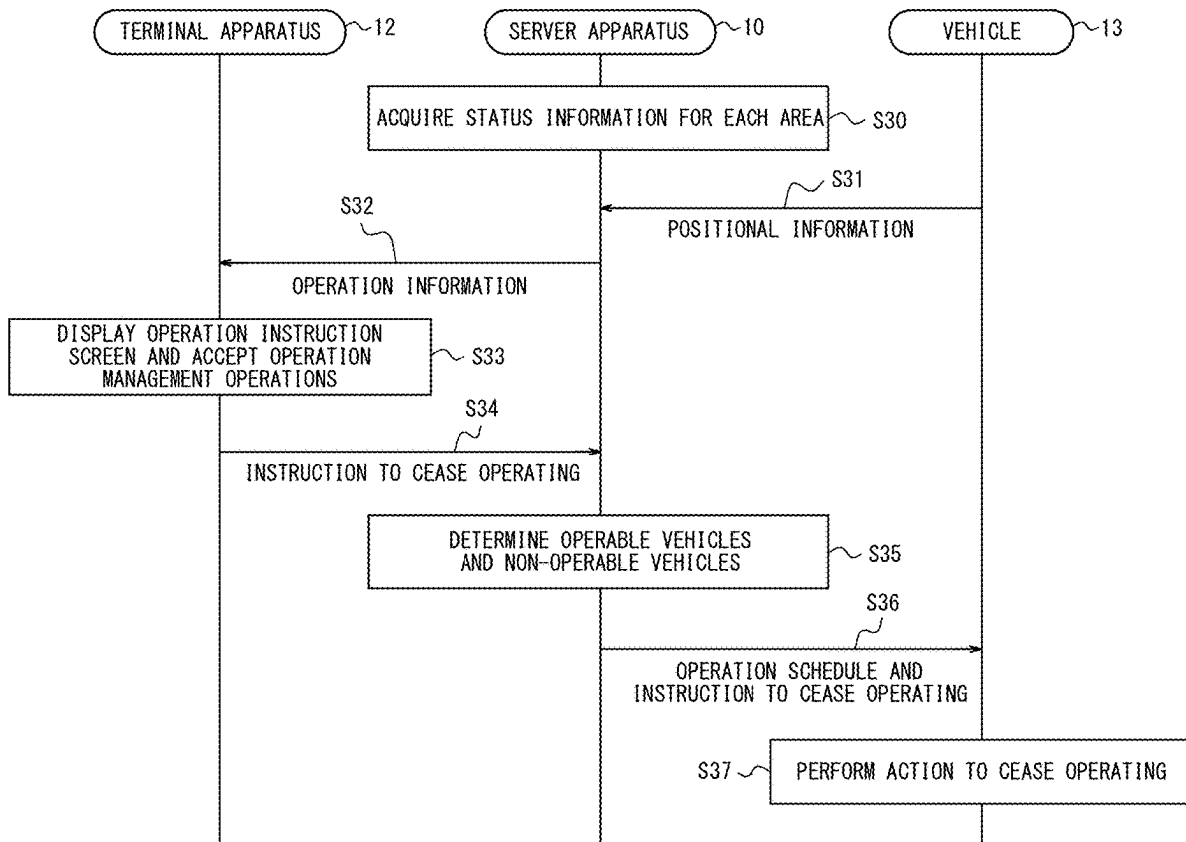 TERMINAL APPARATUS
12
SERVER APPARATUS
10
VEHICLE
13
ACQUIRE STATUS INFORMATION FOR EACH AREA
S30
S31
POSITIONAL INFORMATION
S32
OPERATION INFORMATION
DISPLAY OPERATION INSTRUCTION
SCREEN AND ACCEPT OPERATION
MANAGEMENT OPERATIONS
S33
S34
INSTRUCTION TO CEASE OPERATING
DETERMINE OPERABLE VEHICLES
AND NON-OPERABLE VEHICLES
S35
S36
OPERATION SCHEDULE AND
INSTRUCTION TO CEASE OPERATING
S37
PERFORM ACTION TO CEASE OPERATING